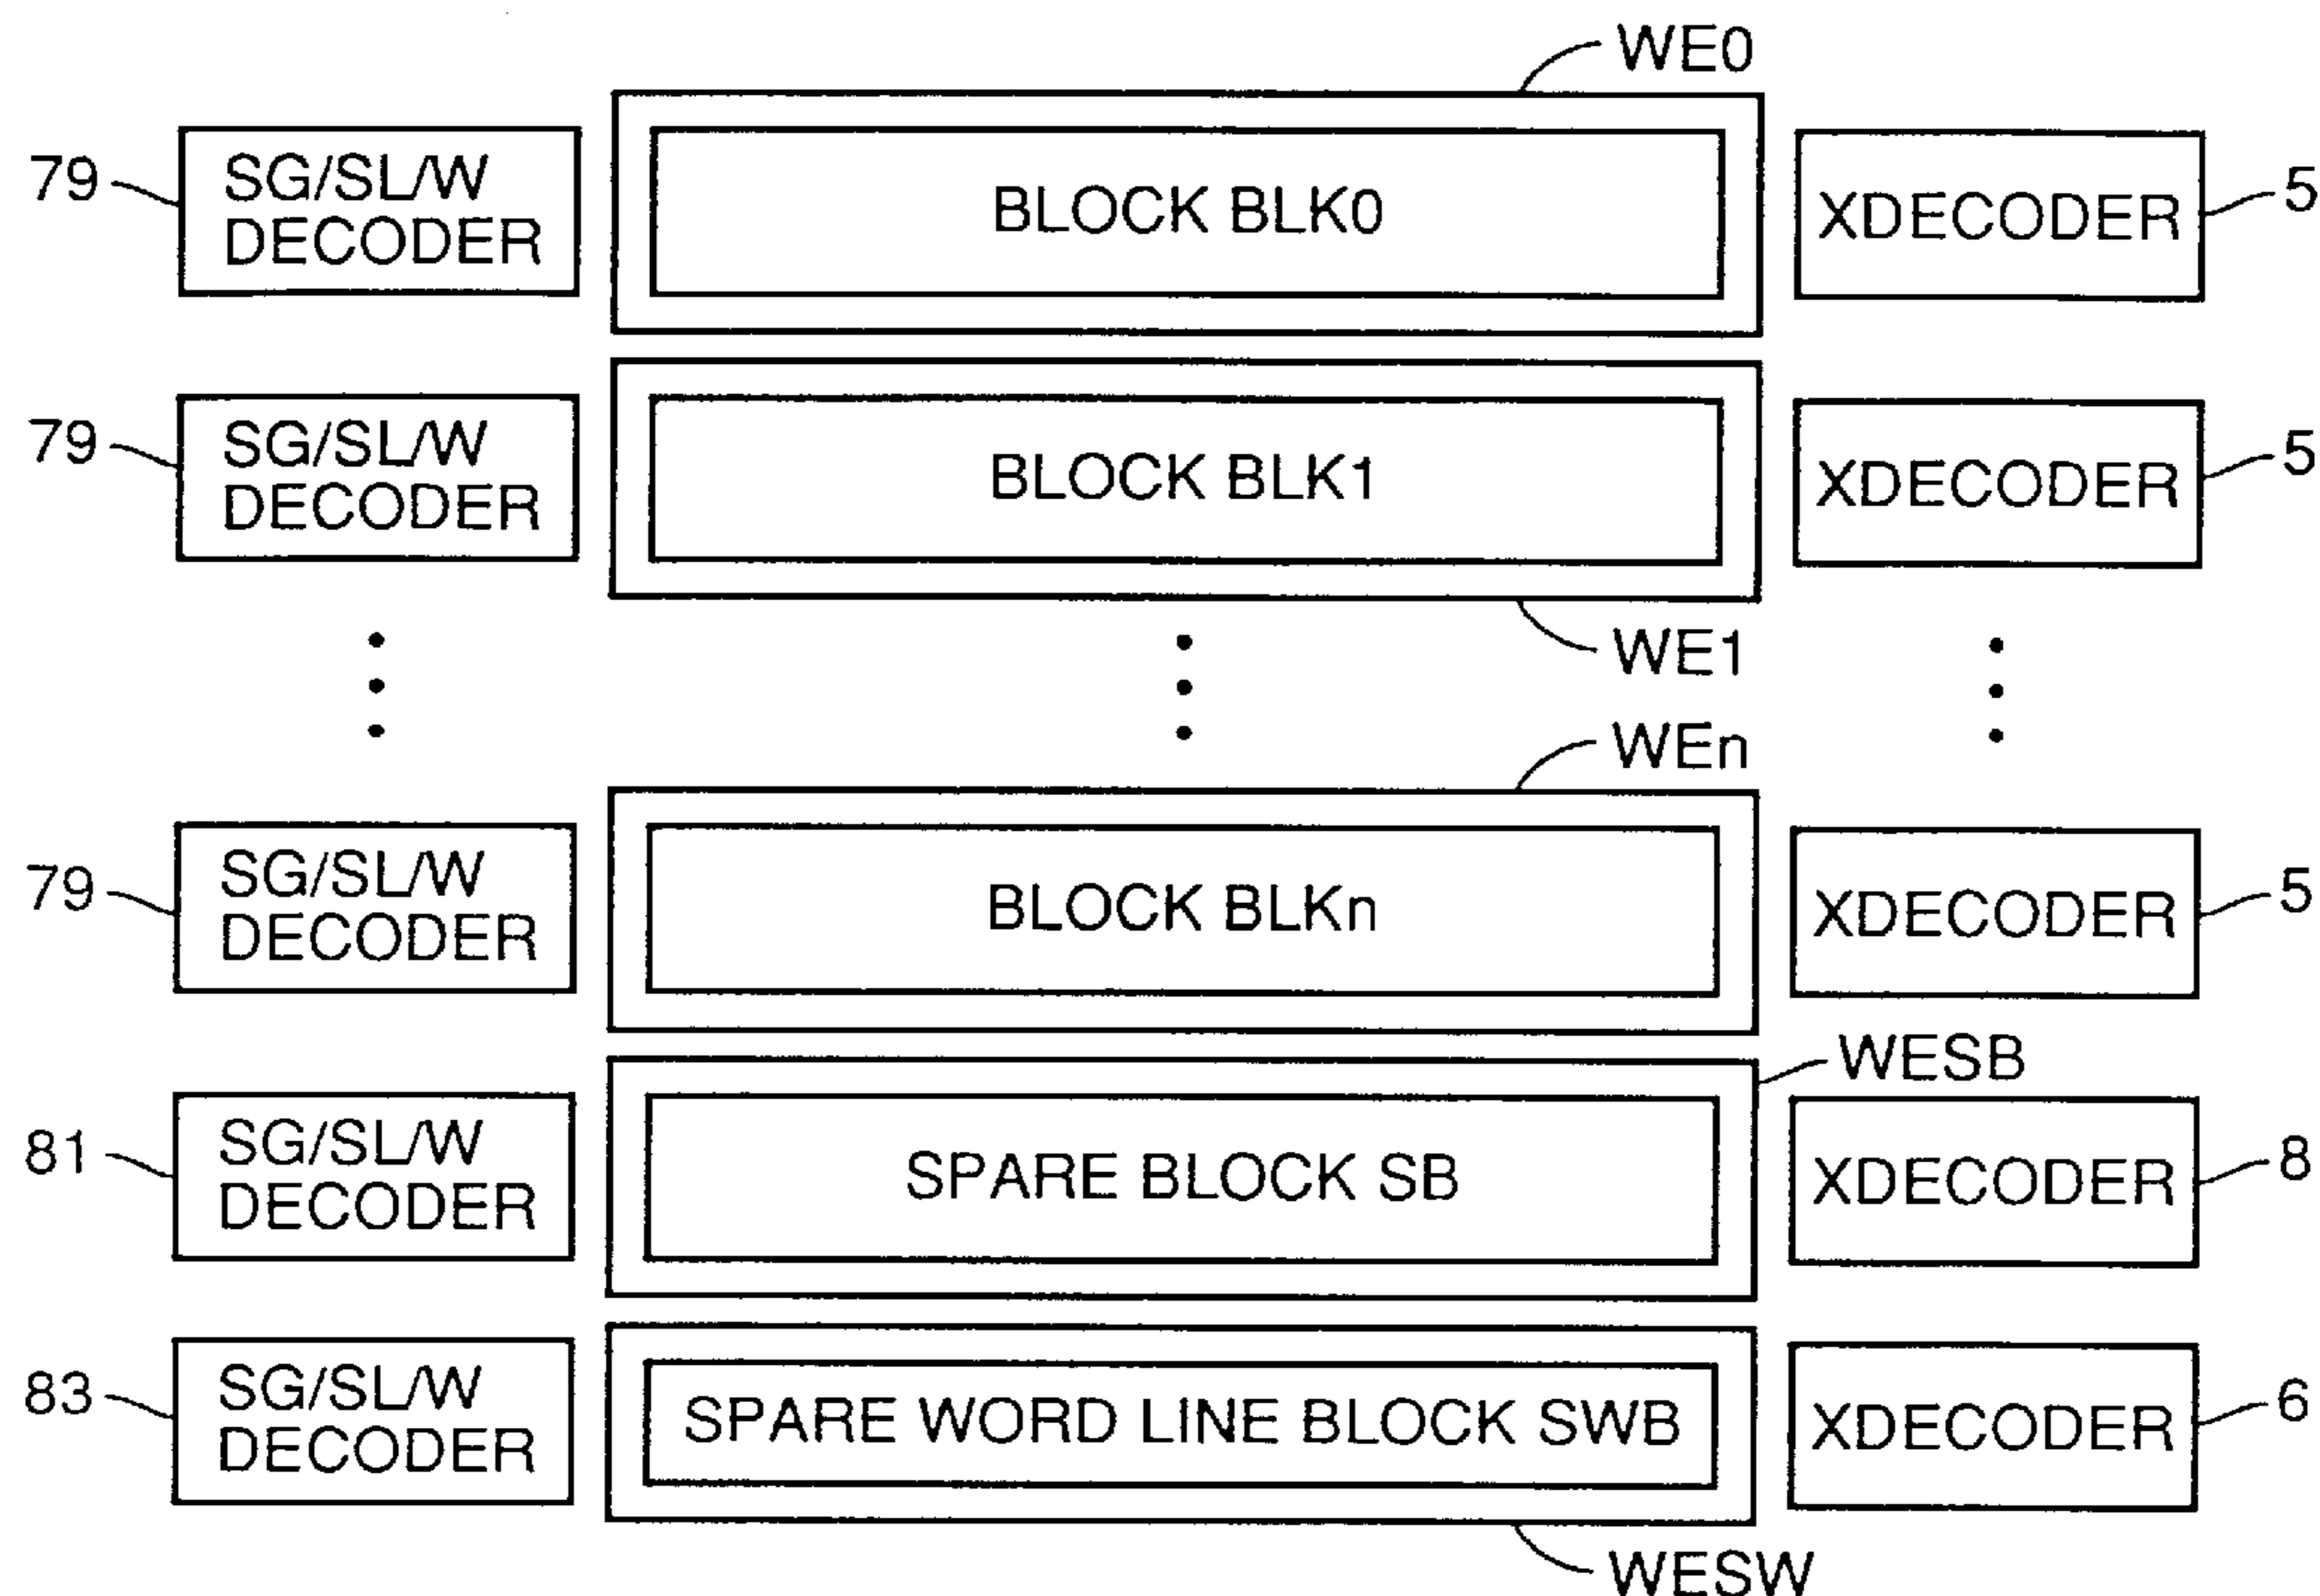 WE0
79
SG/SL/W
DECODER
BLOCK BLK0
XDECODER
5
79
SG/SL/W
DECODER
BLOCK BLK1
XDECODER
5
WE1
WEn
79
SG/SL/W
DECODER
BLOCK BLKn
XDECODER
5
WESB
81
SG/SL/W
DECODER
SPARE BLOCK SB
XDECODER
8
83
SG/SL/W
DECODER
SPARE WORD LINE BLOCK SWB
XDECODER
6
WESW